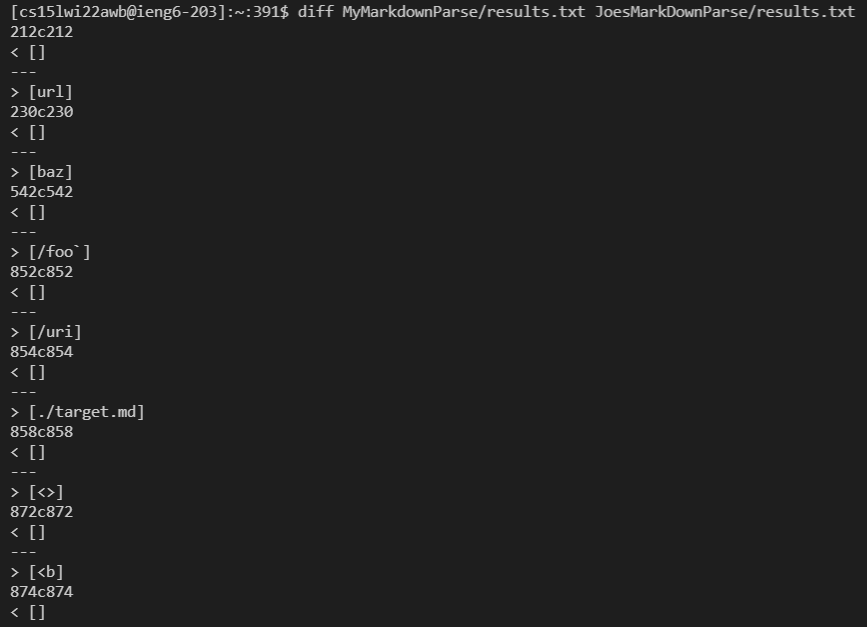 [cs15lwi22awb@ieng6-203]:~:391$ diff MyMarkdownParse/results.txt JoesMarkDownParse/results.txt
212c212
< []
---
> [url]
230c230
< []
---
> [baz]
542c542
< []
---
> [/foo`]
852c852
< []
---
> [/uri]
854c854
< []
---
> [./target.md]
858c858
< []
---
> [<>]
872c872
< []
---
> [<b]
874c874
< []